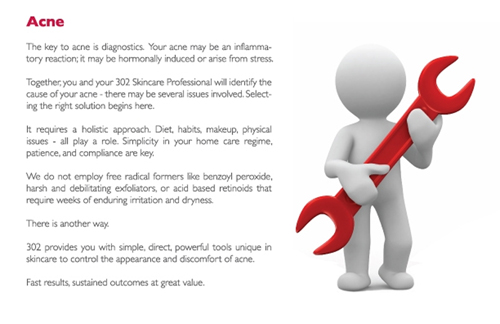 Acne
The key to acne is diagnostics. Your acne may be an inflamma-
tory reaction; it may be hormonally induced or arise from stress.
Together, you and your 302 Skincare Professional will identify the
cause of your acne - there may be several issues involved. Select-
ing the right solution begins here.
It requires a holistic approach. Diet, habits, makeup, physical
issues - all play a role. Simplicity in your home care regime,
patience, and compliance are key.
We do not employ free radical formers like benzoyl peroxide,
harsh and debilitating exfoliators, or acid based retinoids that
require weeks of enduring irritation and dryness.
There is another way.
302 provides you with simple, direct, powerful tools unique in
skincare to control the appearance and discomfort of acne.
Fast results, sustained outcomes at great value.